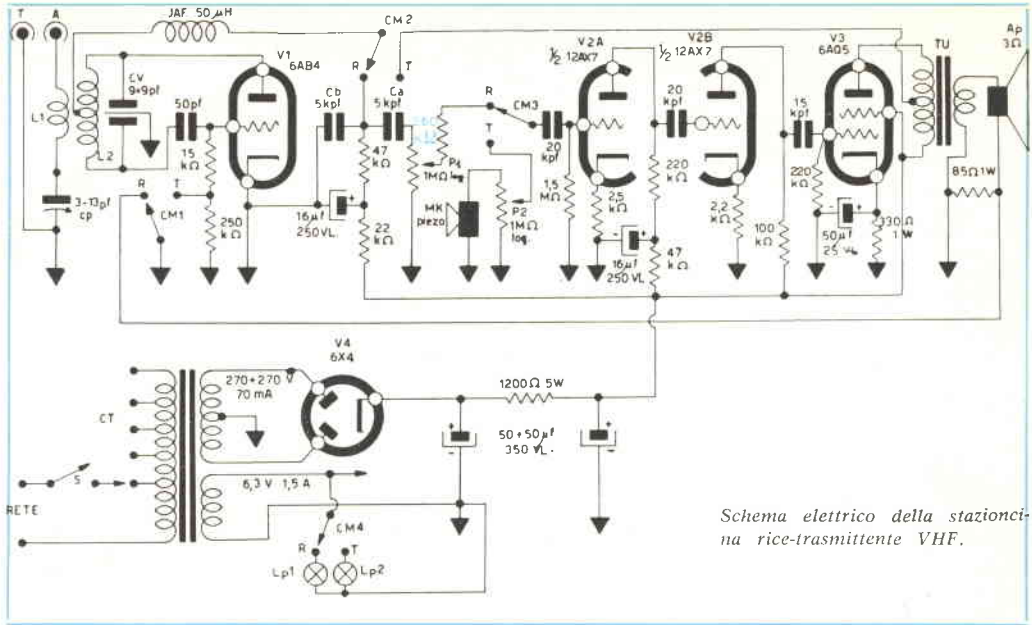 T
A
JAF 50 µH
CM2
V1
6AB4
CV
9+9pf
L1
L2
50pf
15
kΩ
3-13pf
cp
R
T
CM1
250
kΩ
Cb
5kpf
R
Ca
5kpf
T
47
kΩ
16µf
250VL.
22
kΩ
P1
1MΩ log.
R
CM3
T
MK
piezo
P2
1MΩ
log.
20
kpf
1,5
MΩ
V2A
½ 12AX7
2,5
kΩ
16µf
250 VL
V2B
½ 12AX7
20
kpf
220
kΩ
47
kΩ
2,2
kΩ
100
kΩ
15
kpf
V3
6AQ5
220
kΩ
50µf
25 VL
330 Ω
1 W
TU
Ap
3Ω
85Ω1W
RETE
S
CT
270+270 V
70 mA
V4
6X4
6,3 V 1,5 A
CM4
R
T
Lp1
Lp2
1200Ω 5W
50+50µf
350 VL.
Schema elettrico della stazionci-
na rice-trasmittente VHF.